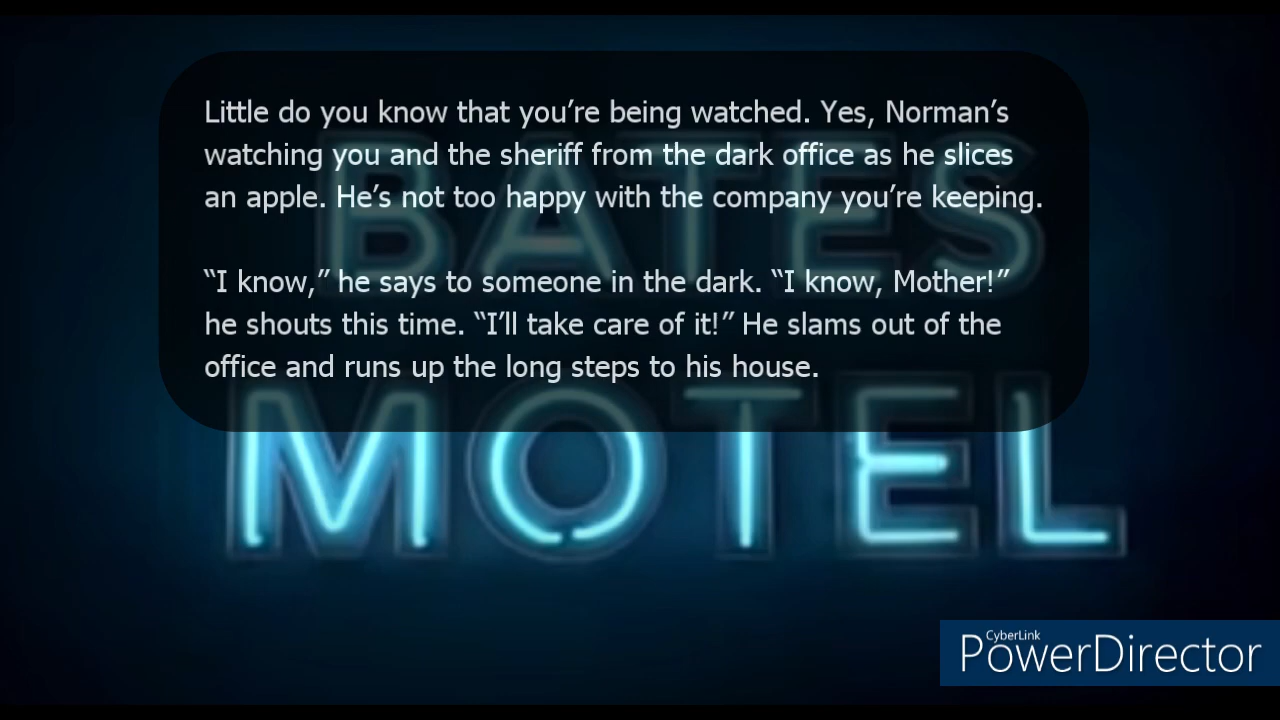 Little do you know that you’re being watched. Yes, Norman’s
watching you and the sheriff from the dark office as he slices
an apple. He’s not too happy with the company you’re keeping.
“I know,” he says to someone in the dark. “I know, Mother!”
he shouts this time. “I’ll take care of it!” He slams out of the
office and runs up the long steps to his house.
BATES
MOTEL
CyberLink
PowerDirector